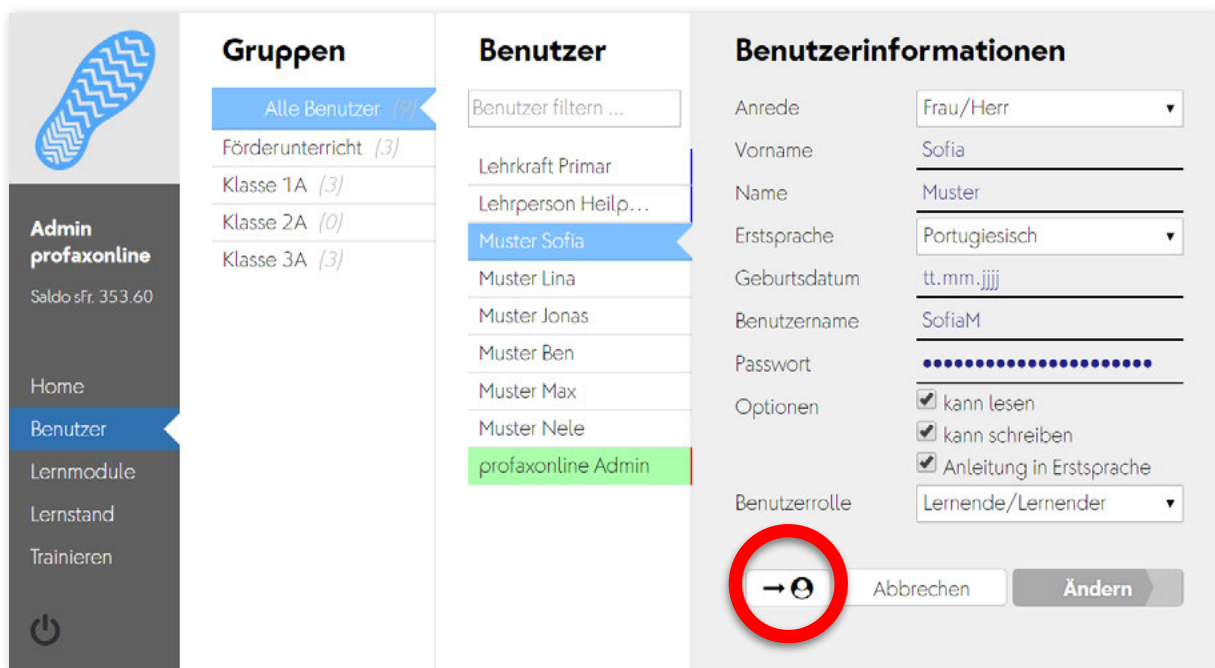 Admin
profaxonline
Saldo sFr. 353.60
Home
Benutzer
Lernmodule
Lernstand
Trainieren
Gruppen
Alle Benutzer (9)
Förderunterricht (3)
Klasse 1A (3)
Klasse 2A (0)
Klasse 3A (3)
Benutzer
Benutzer filtern ...
Lehrkraft Primar
Lehrperson Heilp...
Muster Sofia
Muster Lina
Muster Jonas
Muster Ben
Muster Max
Muster Nele
profaxonline Admin
Benutzerinformationen
Anrede Frau/Herr
Vorname Sofia
Name Muster
Erstsprache Portugiesisch
Geburtsdatum tt.mm.jjjj
Benutzername SofiaM
Passwort ••••••••••••••••••••••
Optionen kann lesen
kann schreiben
Anleitung in Erstsprache
Benutzerrolle Lernende/Lernender
Abbrechen Ändern